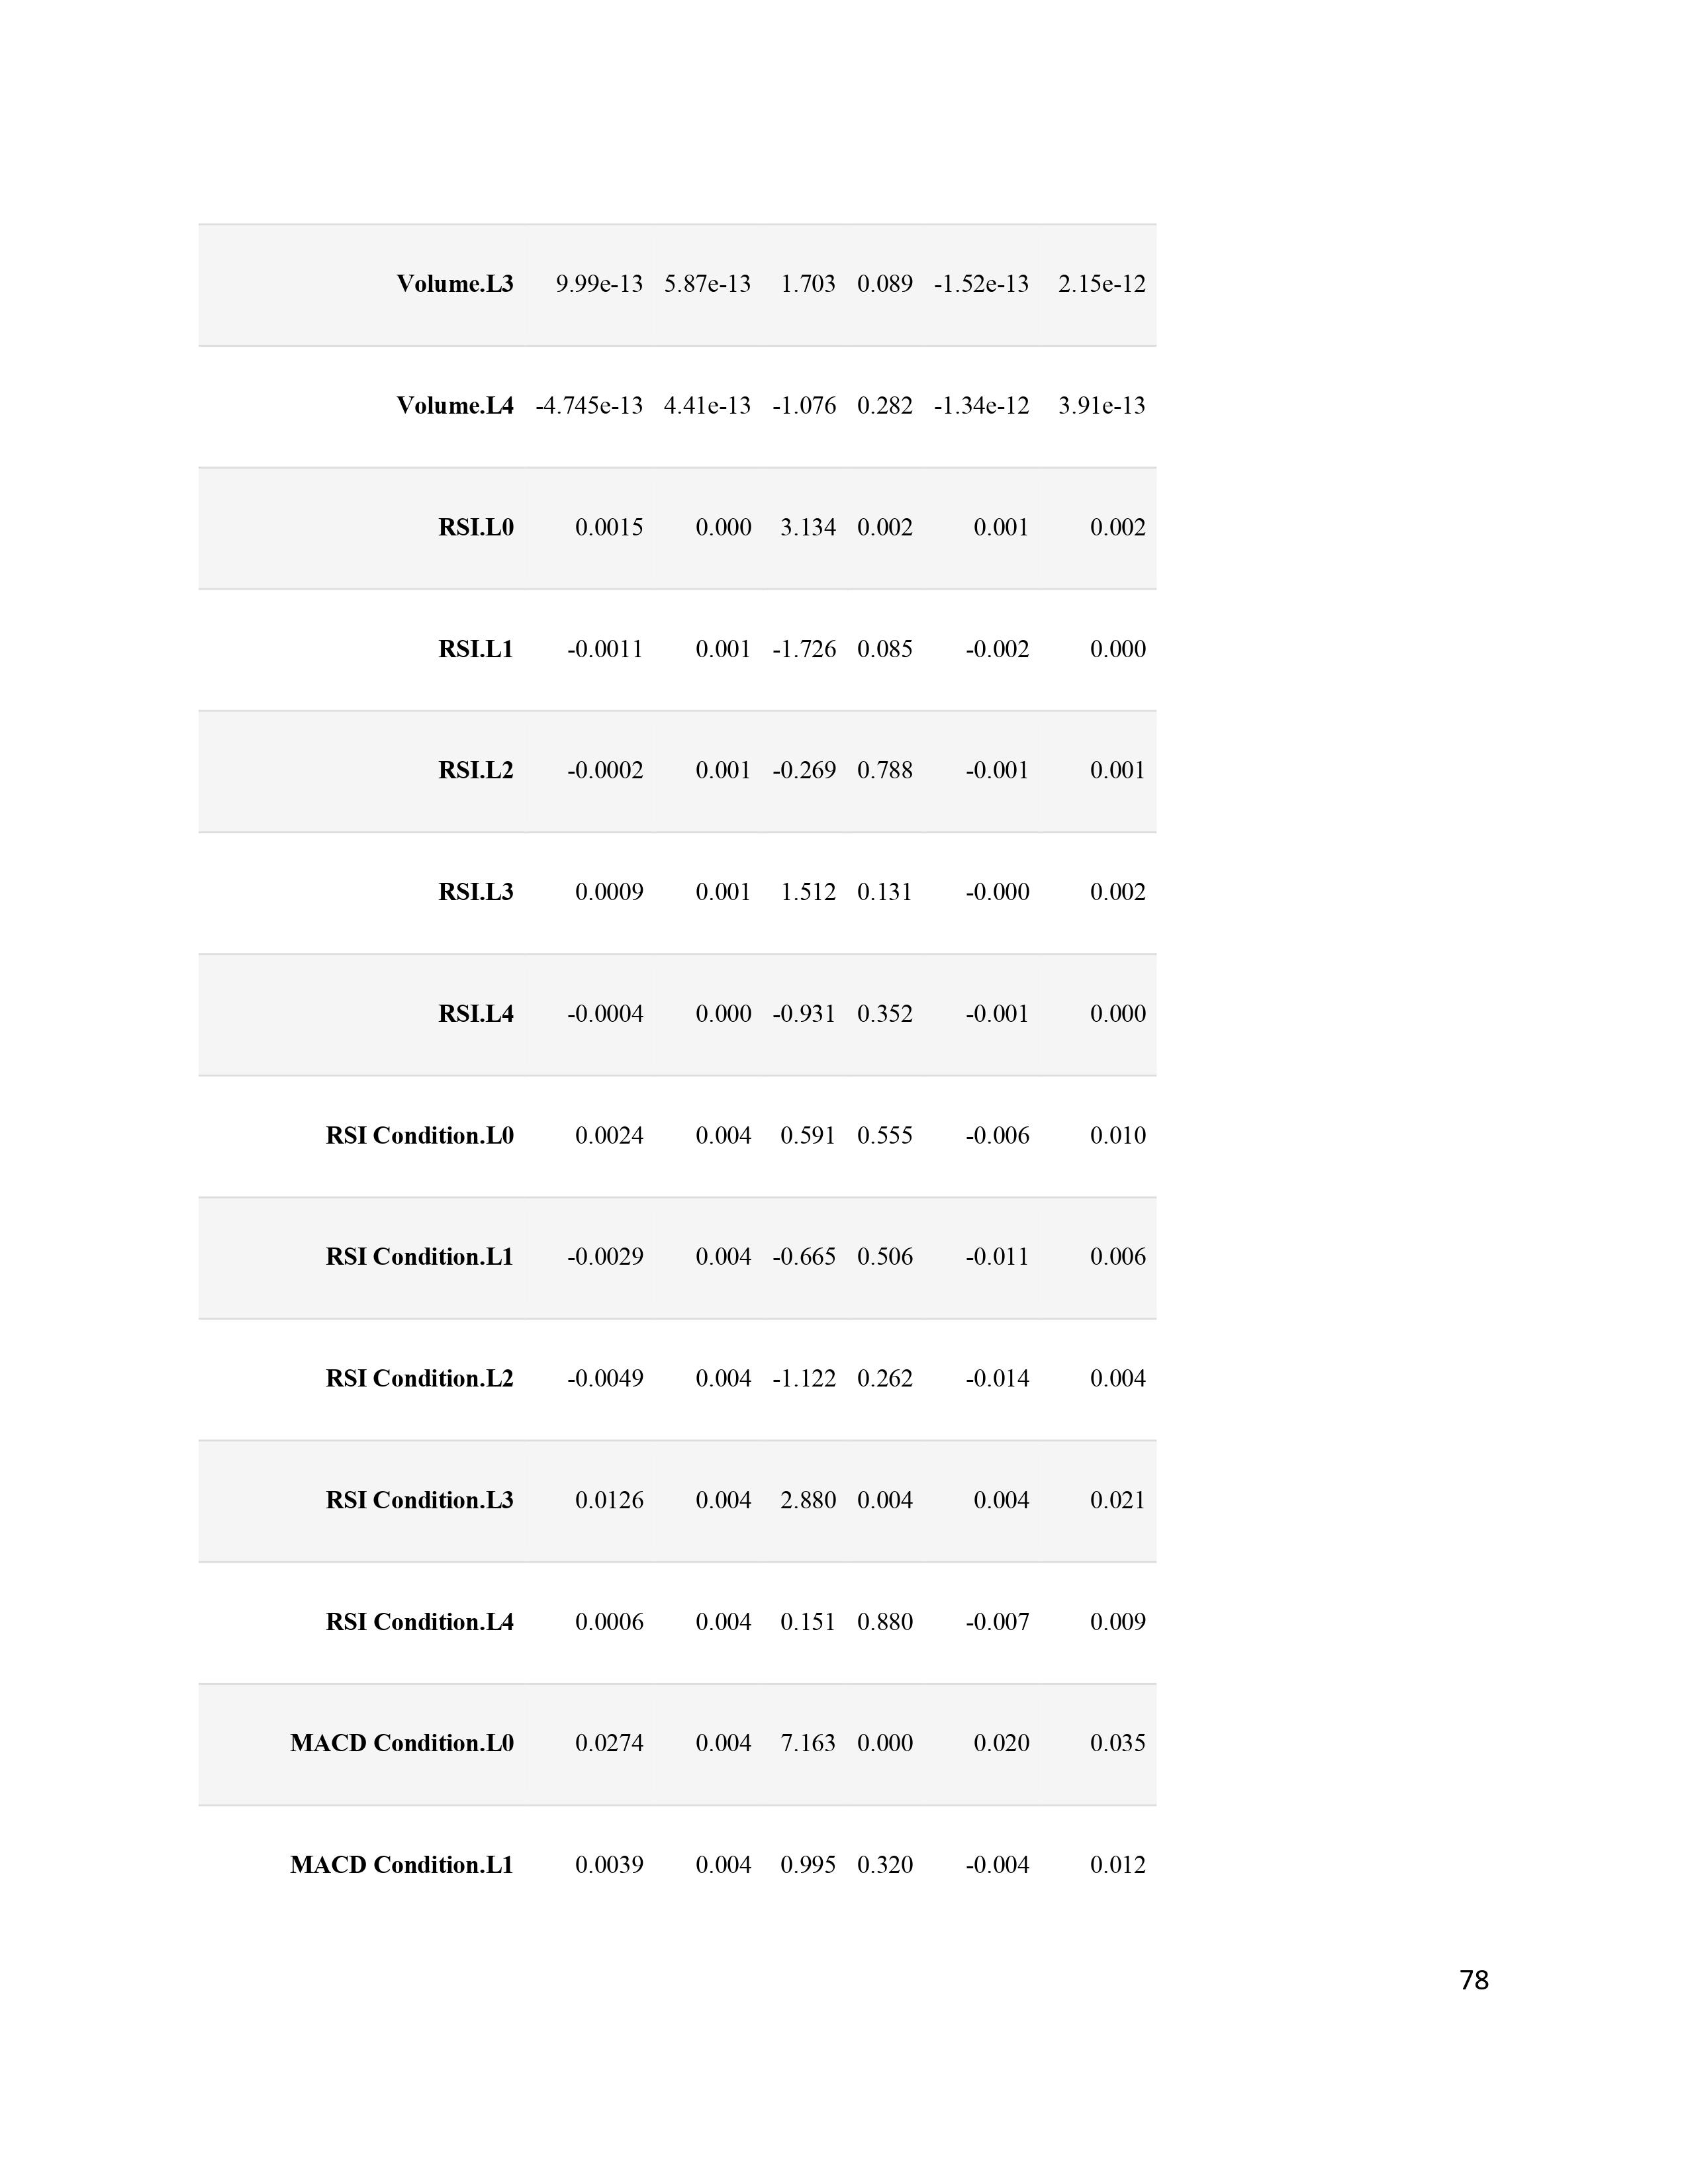 Volume.L3 9.99e-13 5.87e-13 1.703 0.089 -1.52e-13 2.15e-12
Volume.L4 -4.745e-13 4.41e-13 -1.076 0.282 -1.34e-12 3.91e-13
RSI.L0 0.0015 0.000 3.134 0.002 0.001 0.002
RSI.L1 -0.0011 0.001 -1.726 0.085 -0.002 0.000
RSI.L2 -0.0002 0.001 -0.269 0.788 -0.001 0.001
RSI.L3 0.0009 0.001 1.512 0.131 -0.000 0.002
RSI.L4 -0.0004 0.000 -0.931 0.352 -0.001 0.000
RSI Condition.L0 0.0024 0.004 0.591 0.555 -0.006 0.010
RSI Condition.L1 -0.0029 0.004 -0.665 0.506 -0.011 0.006
RSI Condition.L2 -0.0049 0.004 -1.122 0.262 -0.014 0.004
RSI Condition.L3 0.0126 0.004 2.880 0.004 0.004 0.021
RSI Condition.L4 0.0006 0.004 0.151 0.880 -0.007 0.009
MACD Condition.L0 0.0274 0.004 7.163 0.000 0.020 0.035
MACD Condition.L1 0.0039 0.004 0.995 0.320 -0.004 0.012
78